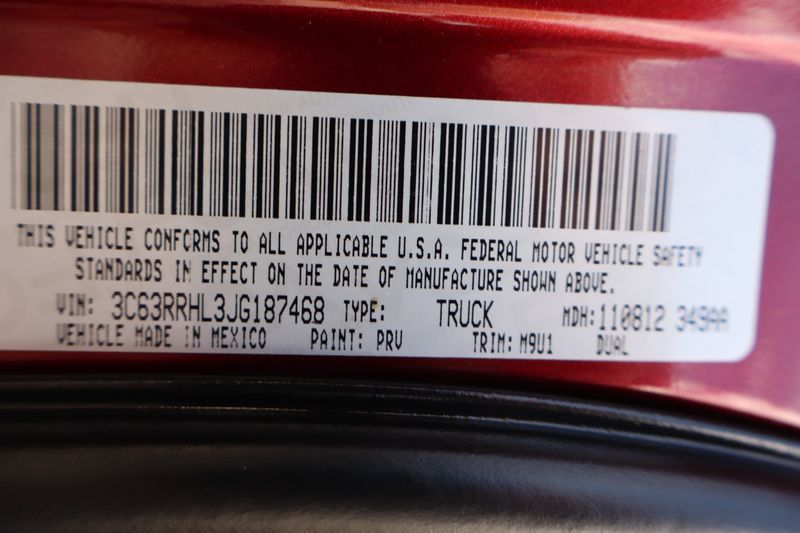 THIS VEHICLE CONFORMS TO ALL APPLICABLE U.S.A. FEDERAL MOTOR VEHICLE SAFETY
STANDARDS IN EFFECT ON THE DATE OF MANUFACTURE SHOWN ABOVE.
VIN: 3C63RRHL3JG187468 TYPE: TRUCK MDH:110812 349AA
VEHICLE MADE IN MEXICO PAINT: PRV TRIM: M9U1 DUAL